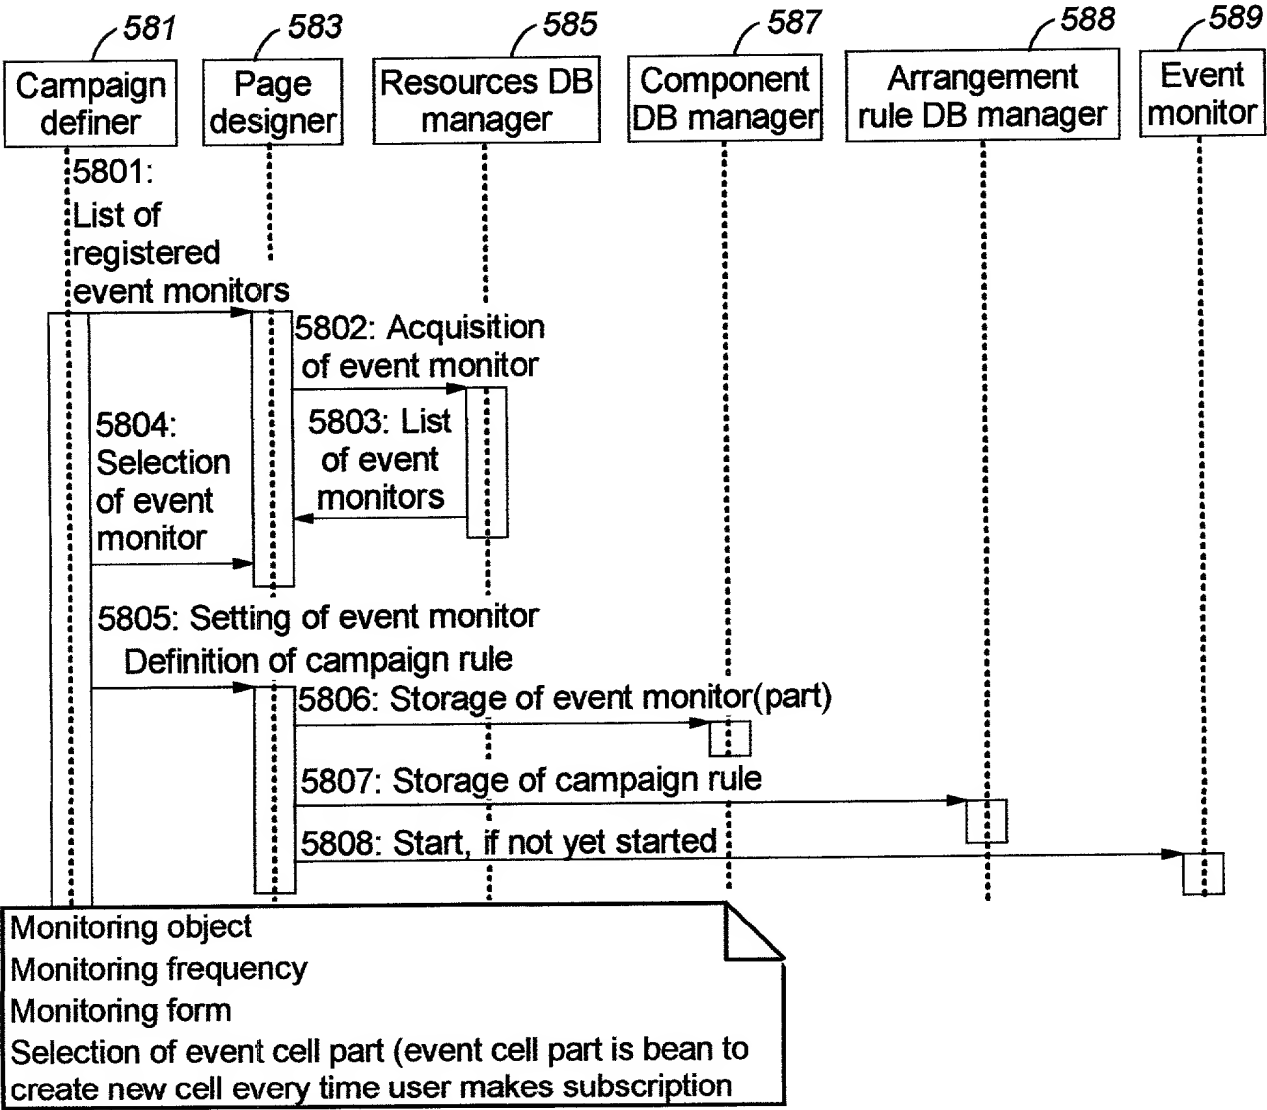 581
583
585
587
588
589
Campaign
definer
Page
designer
Resources DB
manager
Component
DB manager
Arrangement
rule DB manager
Event
monitor
5801:
List of
registered
event monitors
5802: Acquisition
of event monitor
5803: List
of event
monitors
5804:
Selection
of event
monitor
5805: Setting of event monitor
Definition of campaign rule
5806: Storage of event monitor(part)
5807: Storage of campaign rule
5808: Start, if not yet started
Monitoring object
Monitoring frequency
Monitoring form
Selection of event cell part (event cell part is bean to
create new cell every time user makes subscription